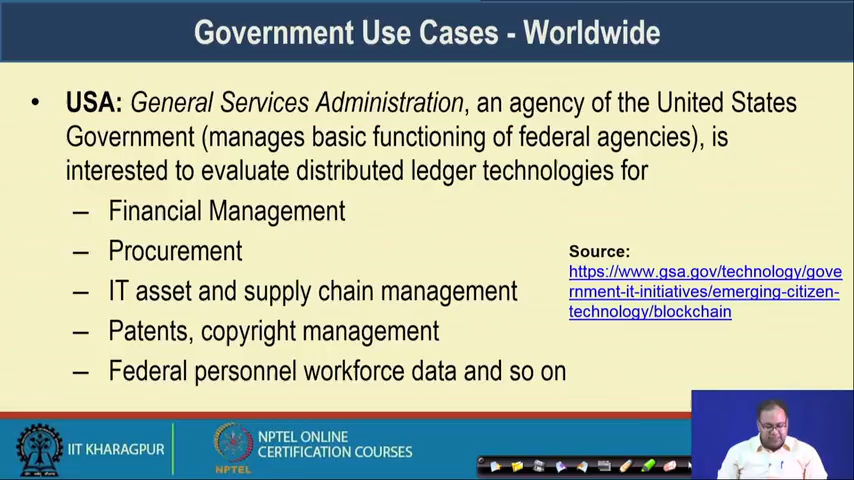 Government Use Cases - Worldwide
• USA: General Services Administration, an agency of the United States
Government (manages basic functioning of federal agencies), is
interested to evaluate distributed ledger technologies for
– Financial Management
– Procurement
– IT asset and supply chain management
– Patents, copyright management
– Federal personnel workforce data and so on
Source:
https://www.gsa.gov/technology/gove
rnment-it-initiatives/emerging-citizen-
technology/blockchain
IIT KHARAGPUR
NPTEL
NPTEL ONLINE
CERTIFICATION COURSES